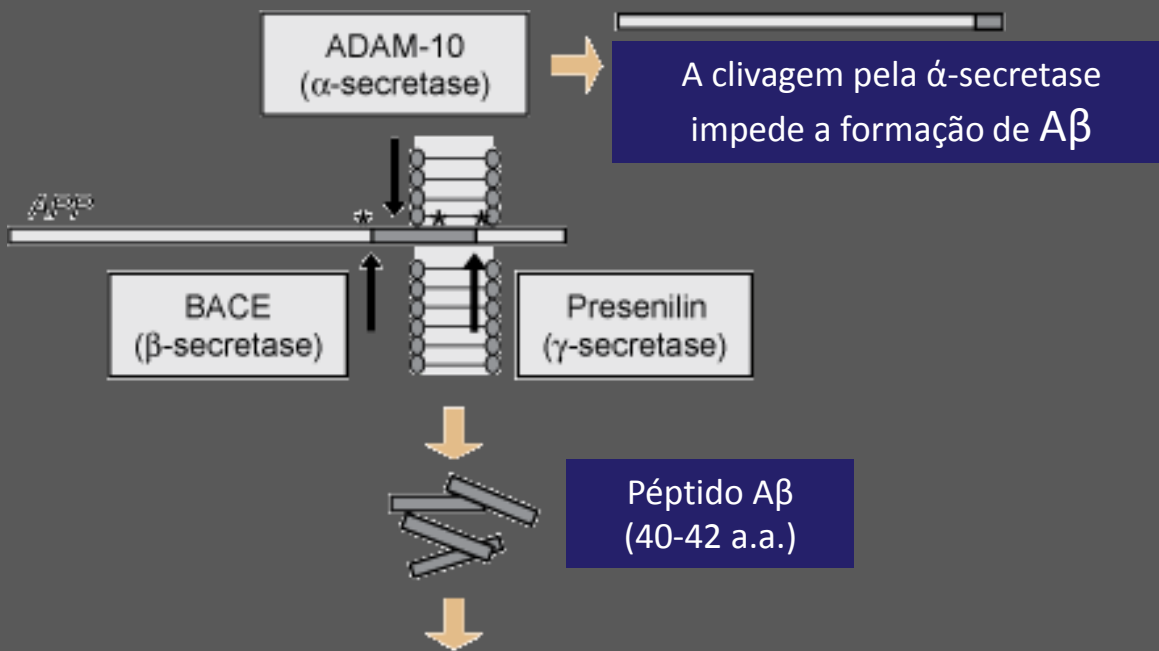 ADAM-10
(α-secretase)
A clivagem pela ά-secretase
impede a formação de Aβ
APP
* * *
BACE
(β-secretase)
Presenilin
(γ-secretase)
Péptido Aβ
(40-42 a.a.)